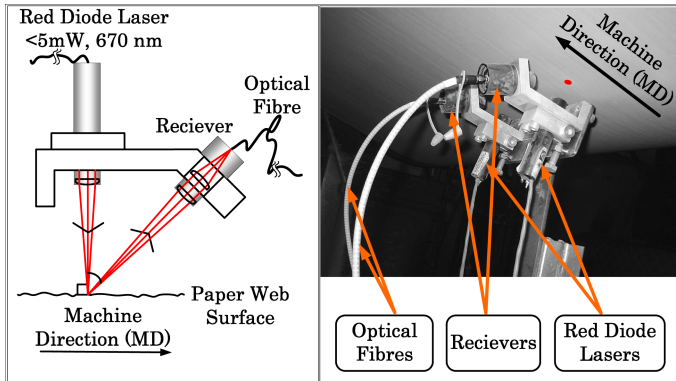 Red Diode Laser
<5mW, 670 nm
Optical
Fibre
Reciever
Paper Web
Surface
Machine
Direction (MD)
Machine
Direction (MD)
Optical
Fibres
Recievers
Red Diode
Lasers